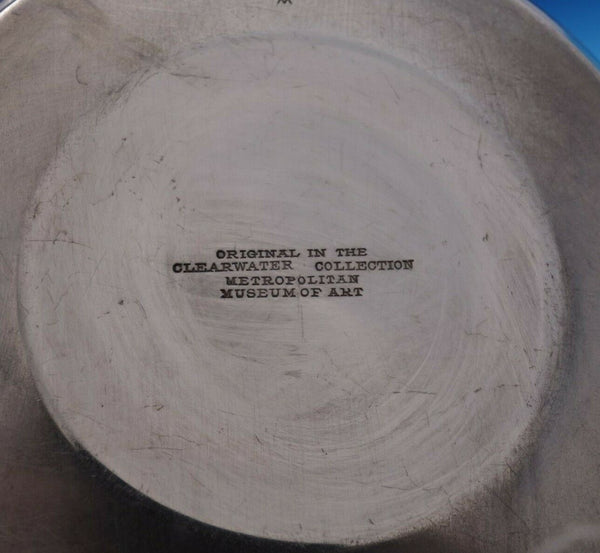 ORIGINAL IN THE
CLEARWATER COLLECTION
METROPOLITAN
MUSEUM OF ART